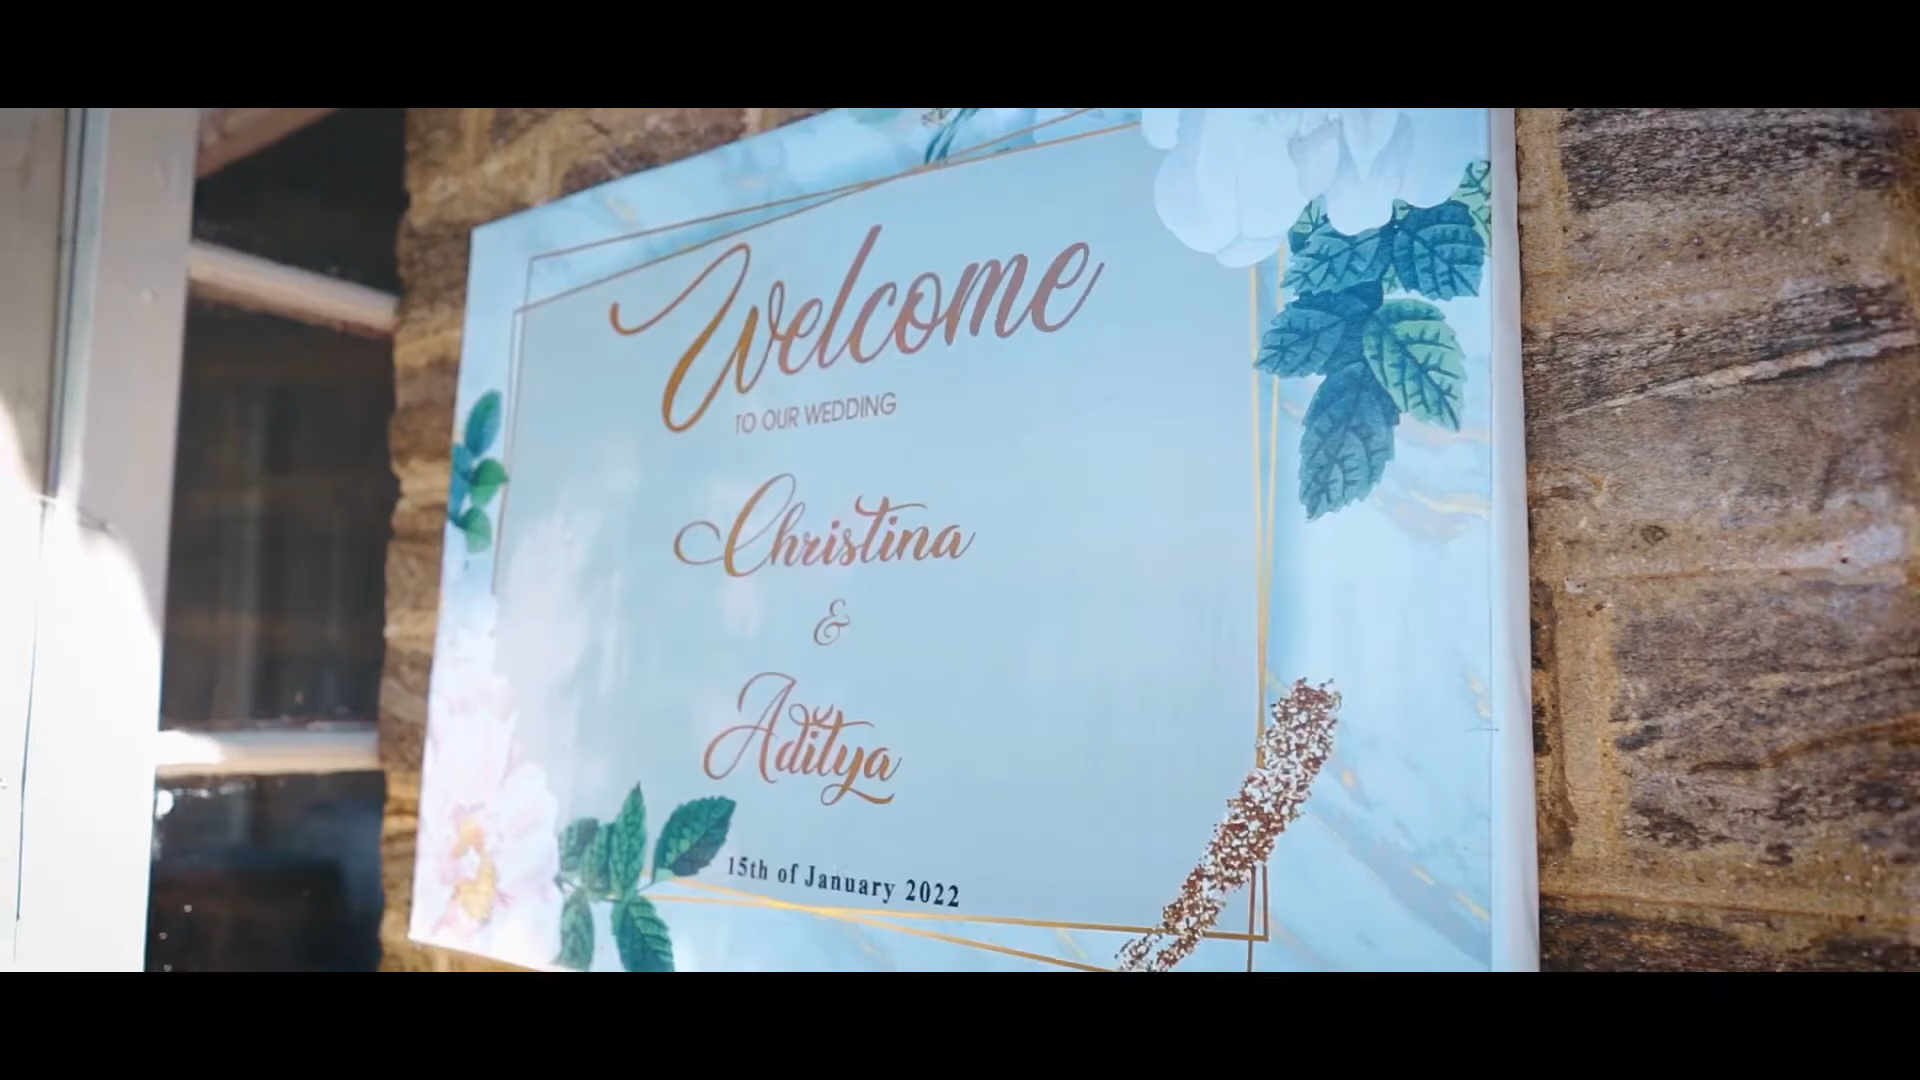 Welcome
TO OUR WEDDING
Christina
&
Aditya
15th of January 2022